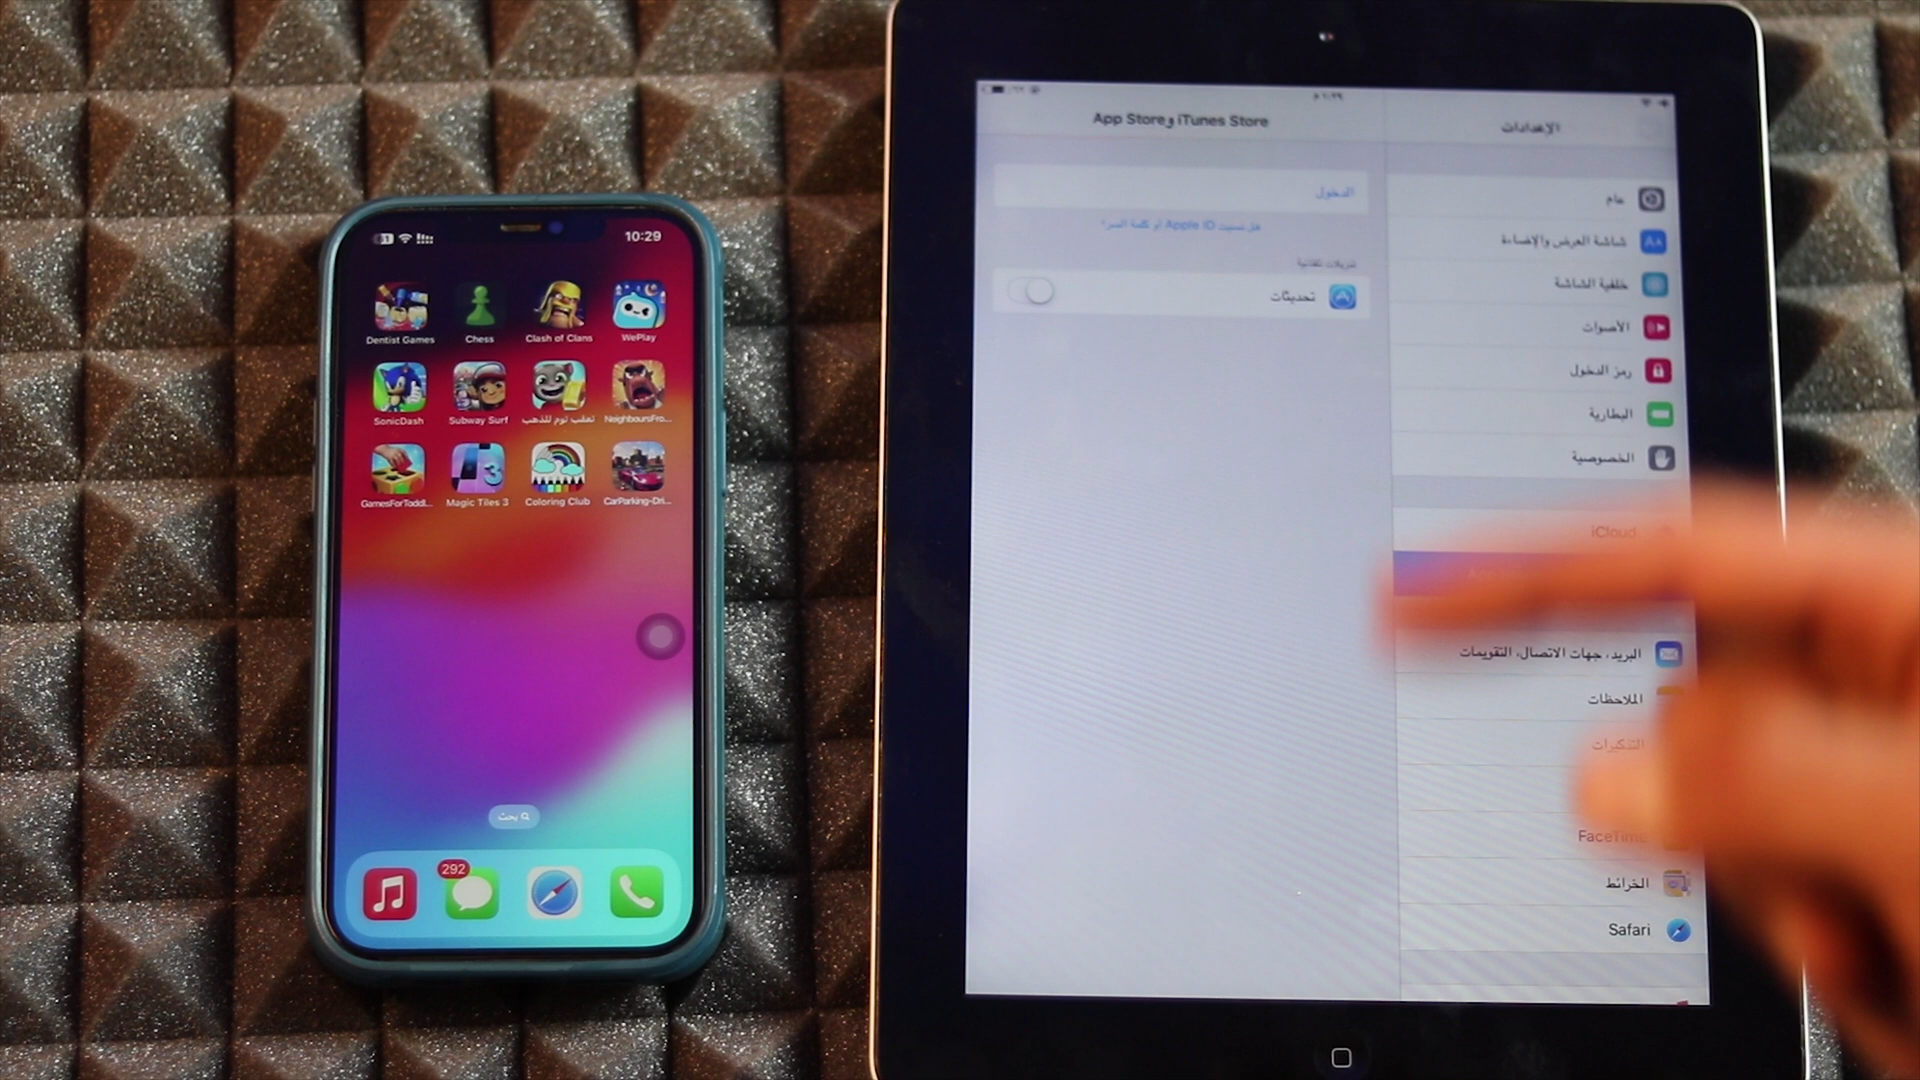 10:29
Dentist Games
Chess
Clash of Clans
WePlay
SonicDash
Subway Surf
تعقب توم للذهب
NeighboursFro...
GamesForToddl...
Magic Tiles 3
Coloring Club
CarParking-Dri...
بحث
292
الإعدادات
عام
شاشة العرض والإضاءة
خلفية الشاشة
الأصوات
رمز الدخول
البطارية
الخصوصية
iCloud
البريد، جهات الاتصال، التقويمات
الملاحظات
التذكيرات
FaceTime
الخرائط
Safari
iTunes Store وApp Store
الدخول
هل نسيت Apple ID أو كلمة السر؟
تنزيلات تلقائية
تحديثات